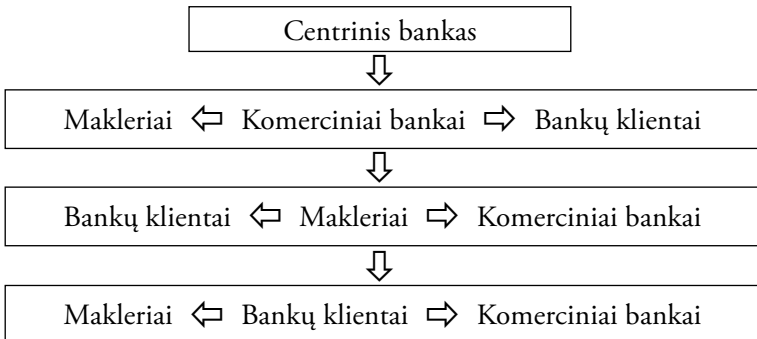 Centrinis bankas
Makleriai ⇦ Komerciniai bankai ⇨ Bankų klientai
Bankų klientai ⇦ Makleriai ⇨ Komerciniai bankai
Makleriai ⇦ Bankų klientai ⇨ Komerciniai bankai